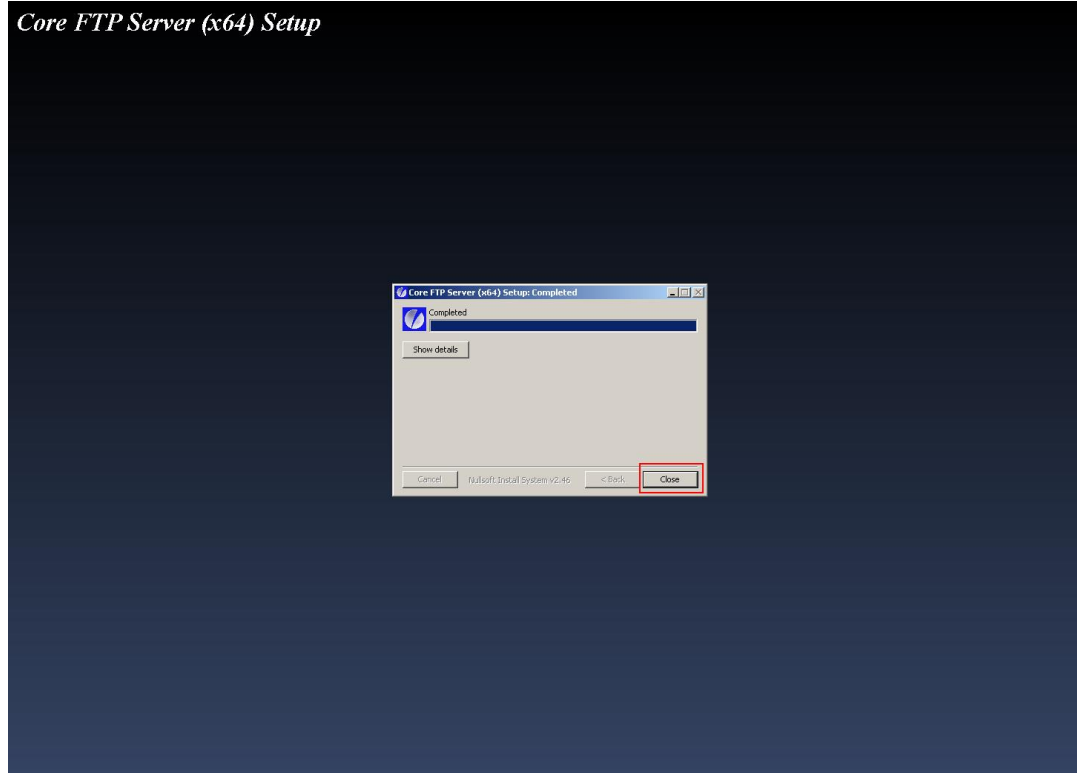 Core FTP Server (x64) Setup
Core FTP Server (x64) Setup: Completed
Completed
Show details
Cancel
Nullsoft Install System v2.46
< Back
Close